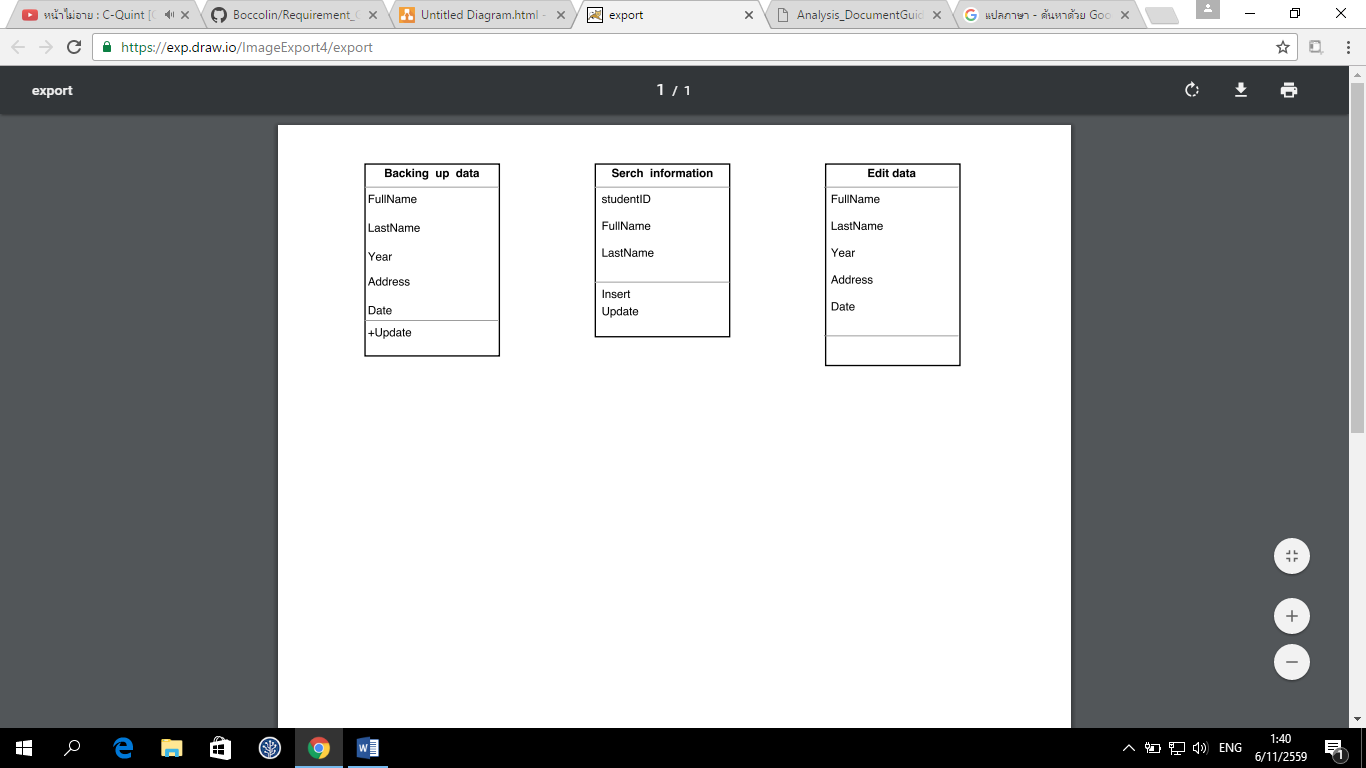 หน้าไม่อาย : C-Quint [C
Boccolin/Requirement_
Untitled Diagram.html -
export
Analysis_DocumentGuid
แปลภาษา - ค้นหาด้วย Goo
https://exp.draw.io/ImageExport4/export
export
1 / 1
Backing up data
FullName
LastName
Year
Address
Date
+Update
Serch information
studentID
FullName
LastName
Insert
Update
Edit data
FullName
LastName
Year
Address
Date
ENG
1:40
6/11/2559
1